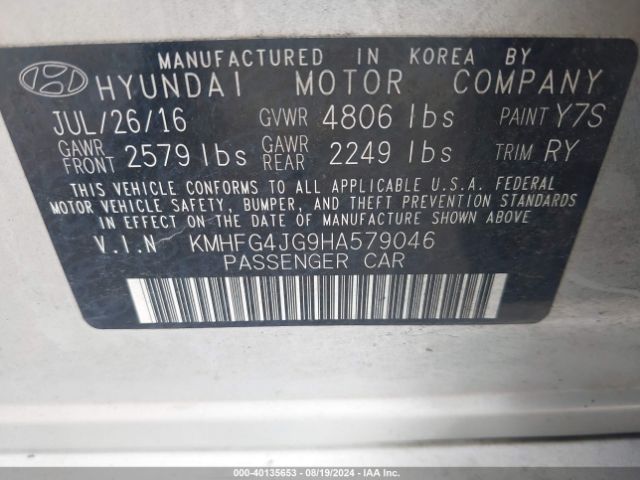 MANUFACTURED IN KOREA BY
HYUNDAI MOTOR COMPANY
JUL/26/16 GVWR 4806 lbs PAINT Y7S
GAWR FRONT 2579 lbs GAWR REAR 2249 lbs TRIM RY
THIS VEHICLE CONFORMS TO ALL APPLICABLE U.S.A. FEDERAL
MOTOR VEHICLE SAFETY, BUMPER, AND THEFT PREVENTION STANDARDS
IN EFFECT ON THE DATE OF MANUFACTURE SHOWN ABOVE
V.I.N KMHFG4JG9HA579046
PASSENGER CAR
000-40135653 - 08/19/2024 - IAA Inc.